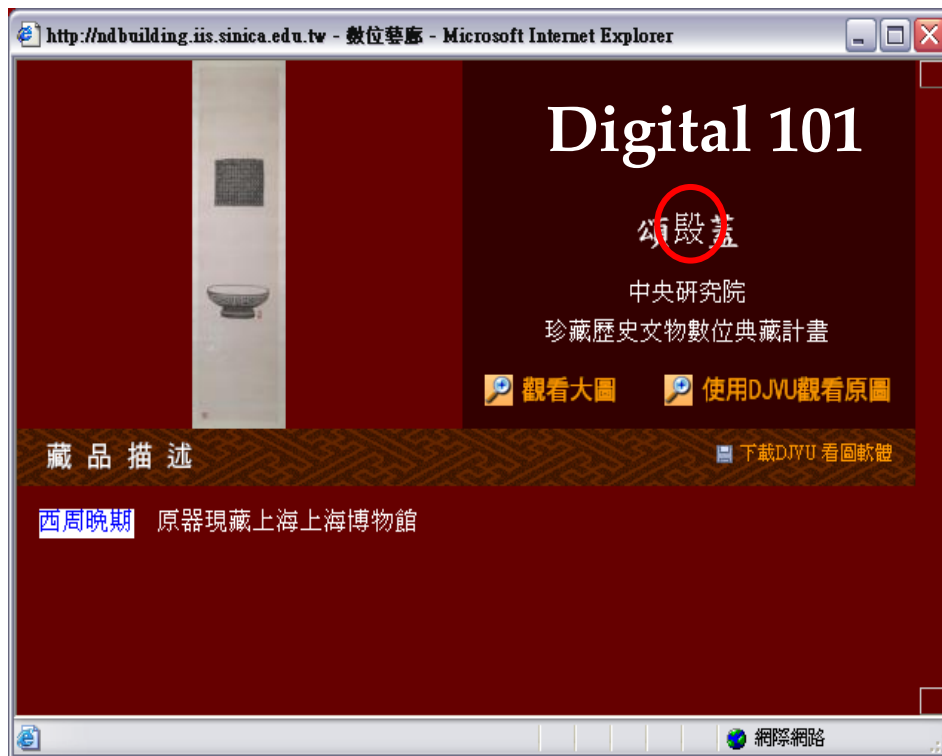 http://ndbuilding.iis.sinica.edu.tw - 數位藝廊 - Microsoft Internet Explorer
Digital 101
頌𣪘蓋
中央研究院
珍藏歷史文物數位典藏計畫
觀看大圖 使用DJVU觀看原圖
藏品描述 下載DJVU 看圖軟體
西周晚期 原器現藏上海上海博物館
網際網路